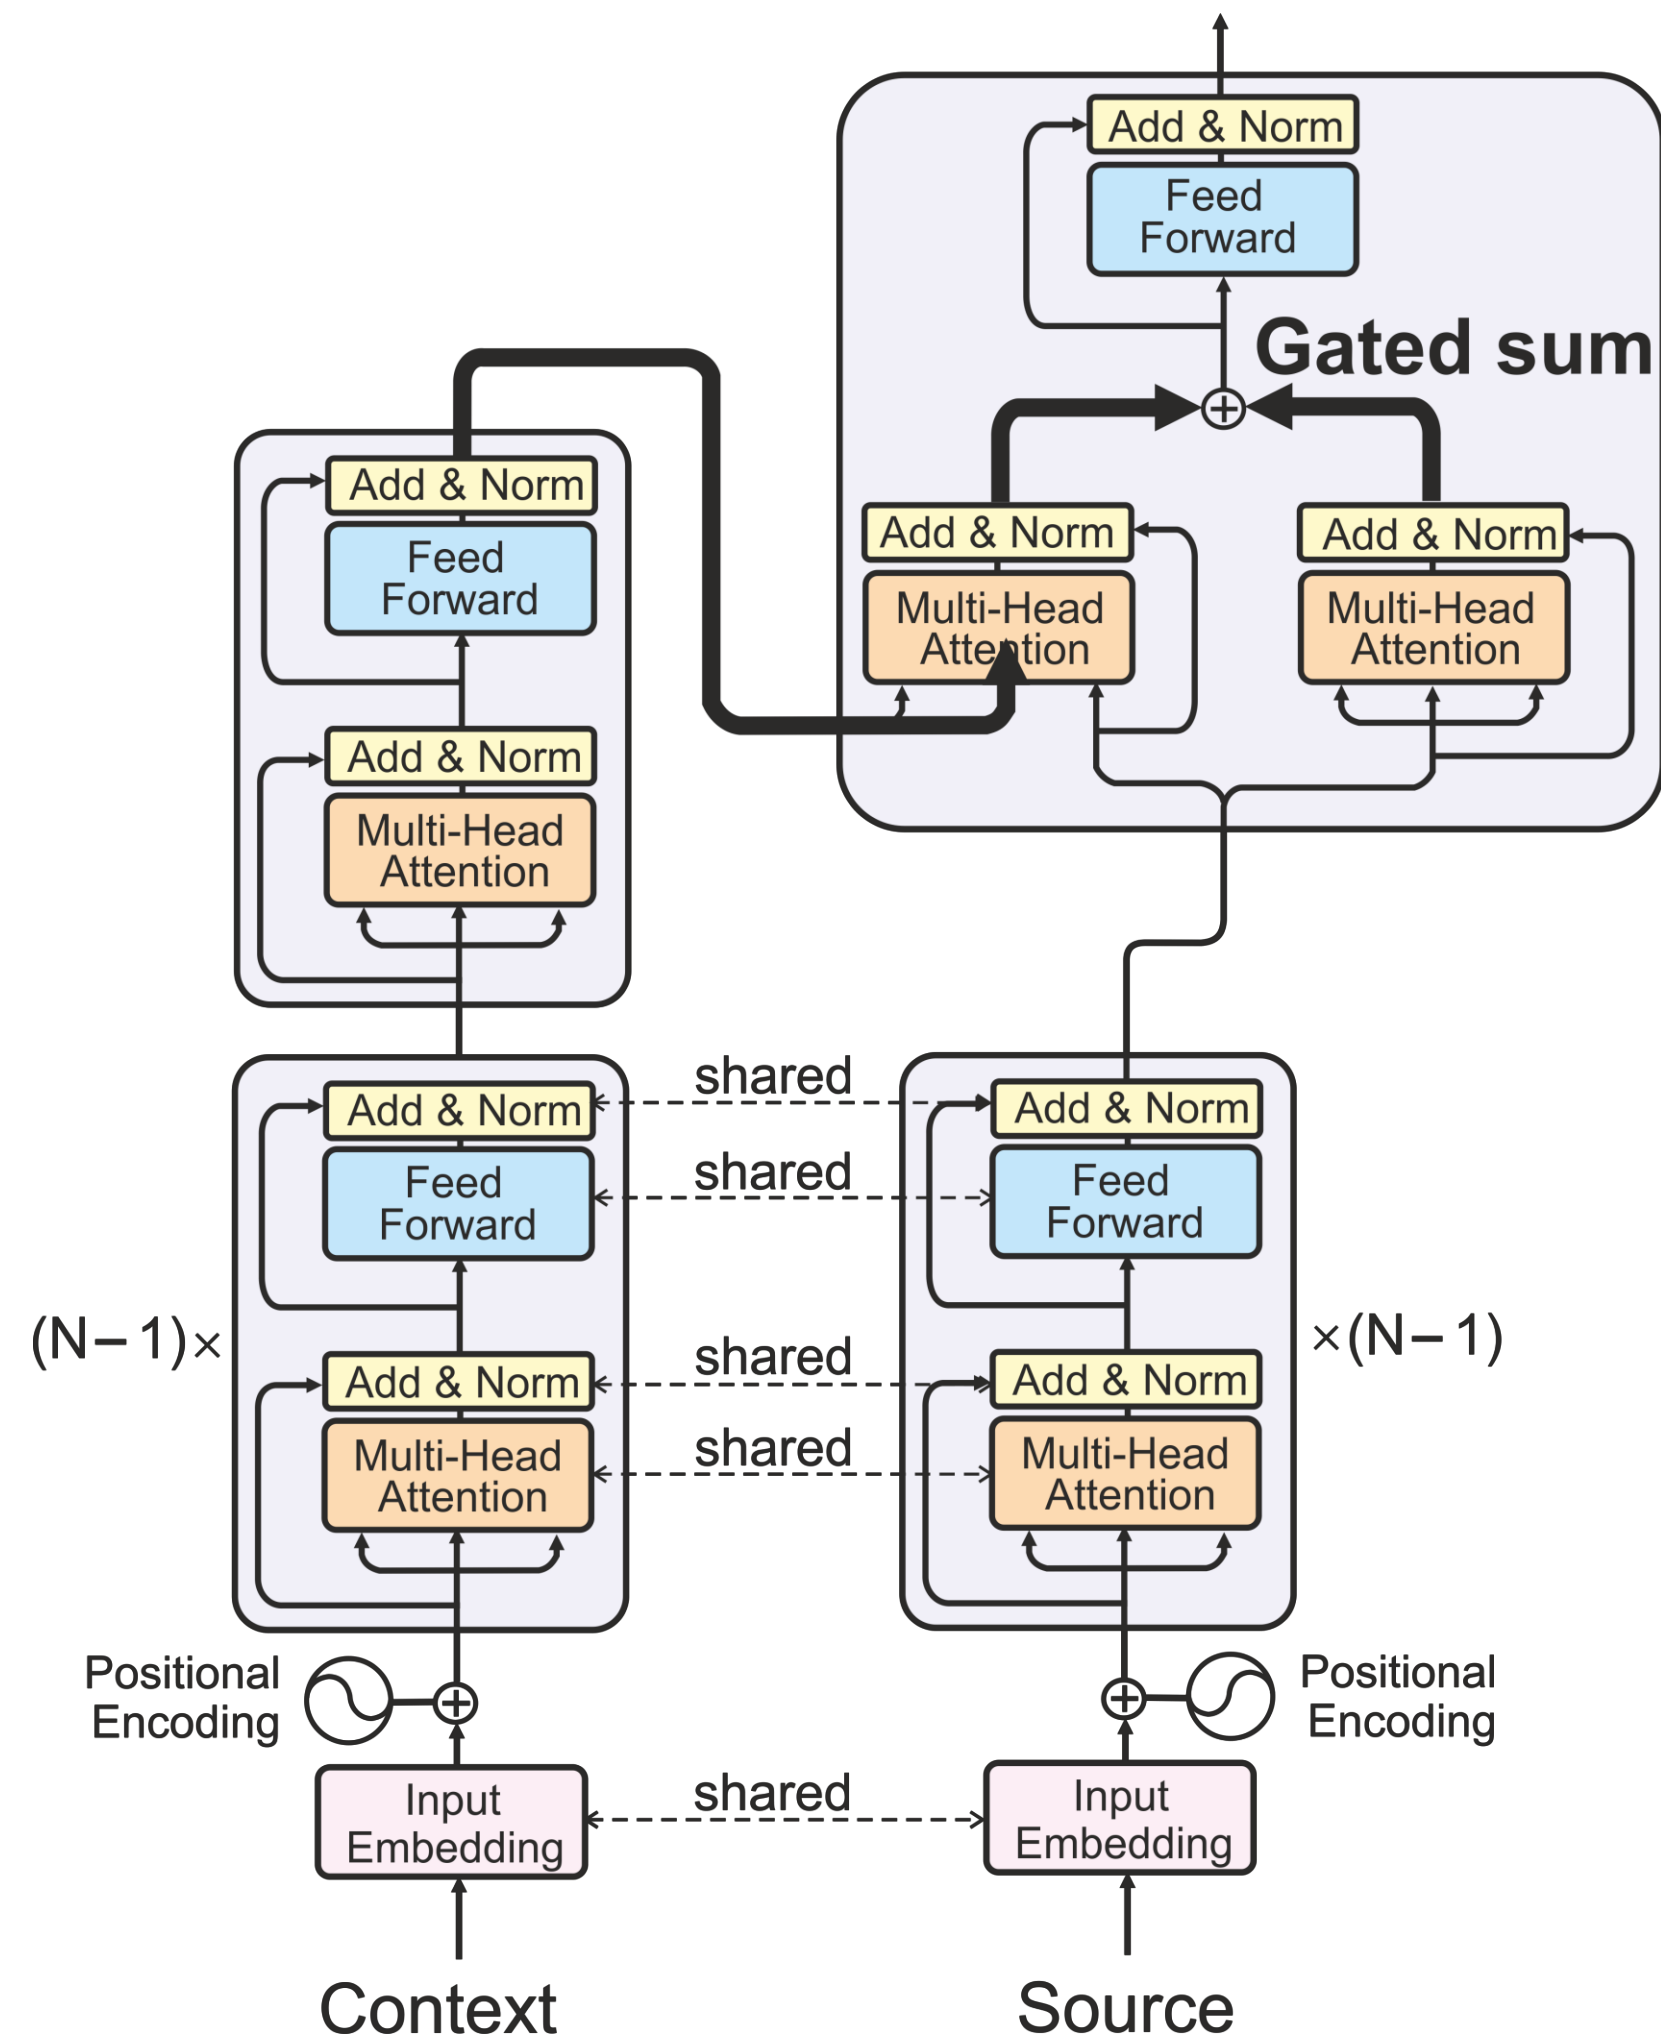 Add & Norm
Feed
Forward
Gated sum
Add & Norm
Multi-Head
Attention
Add & Norm
Multi-Head
Attention
Add & Norm
Feed
Forward
Add & Norm
Multi-Head
Attention
Add & Norm
Feed
Forward
Add & Norm
Multi-Head
Attention
(N−1)×
shared
shared
shared
shared
Add & Norm
Feed
Forward
Add & Norm
Multi-Head
Attention
×(N−1)
Positional
Encoding
Positional
Encoding
Input
Embedding
shared
Input
Embedding
Context
Source